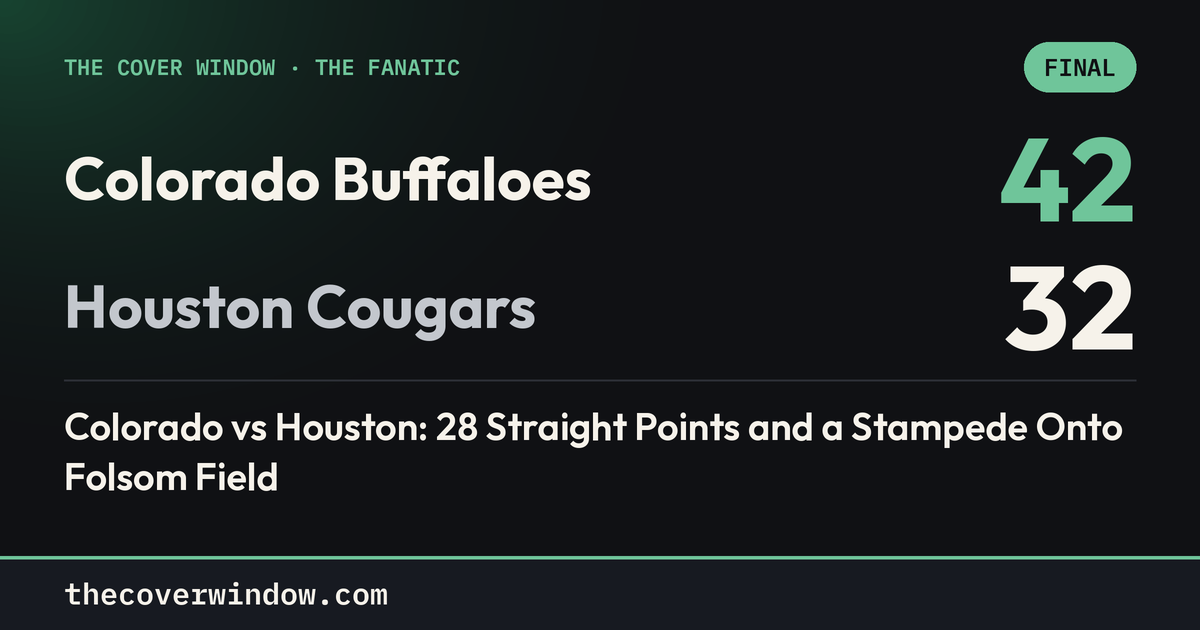 THE COVER WINDOW · THE FANATIC
FINAL
Colorado Buffaloes
42
Houston Cougars
32
Colorado vs Houston: 28 Straight Points and a Stampede Onto
Folsom Field
thecoverwindow.com